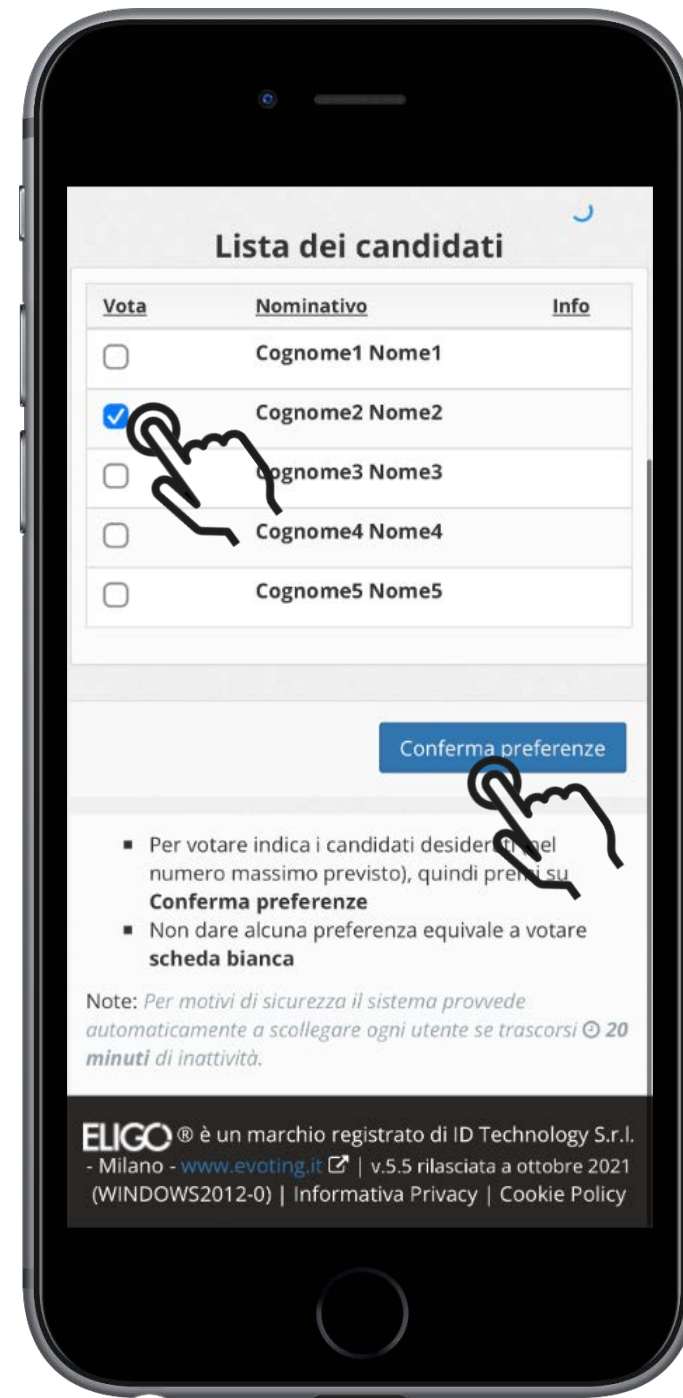 Lista dei candidati
Vota Nominativo Info
Cognome1 Nome1
Cognome2 Nome2
Cognome3 Nome3
Cognome4 Nome4
Cognome5 Nome5
Conferma preferenze
Per votare indica i candidati desiderati (nel
numero massimo previsto), quindi premi su
Conferma preferenze
Non dare alcuna preferenza equivale a votare
scheda bianca
Note: Per motivi di sicurezza il sistema provvede
automaticamente a scollegare ogni utente se trascorsi 20
minuti di inattività.
ELIGO ® è un marchio registrato di ID Technology S.r.l.
- Milano - www.evoting.it | v.5.5 rilasciata a ottobre 2021
(WINDOWS2012-0) | Informativa Privacy | Cookie Policy